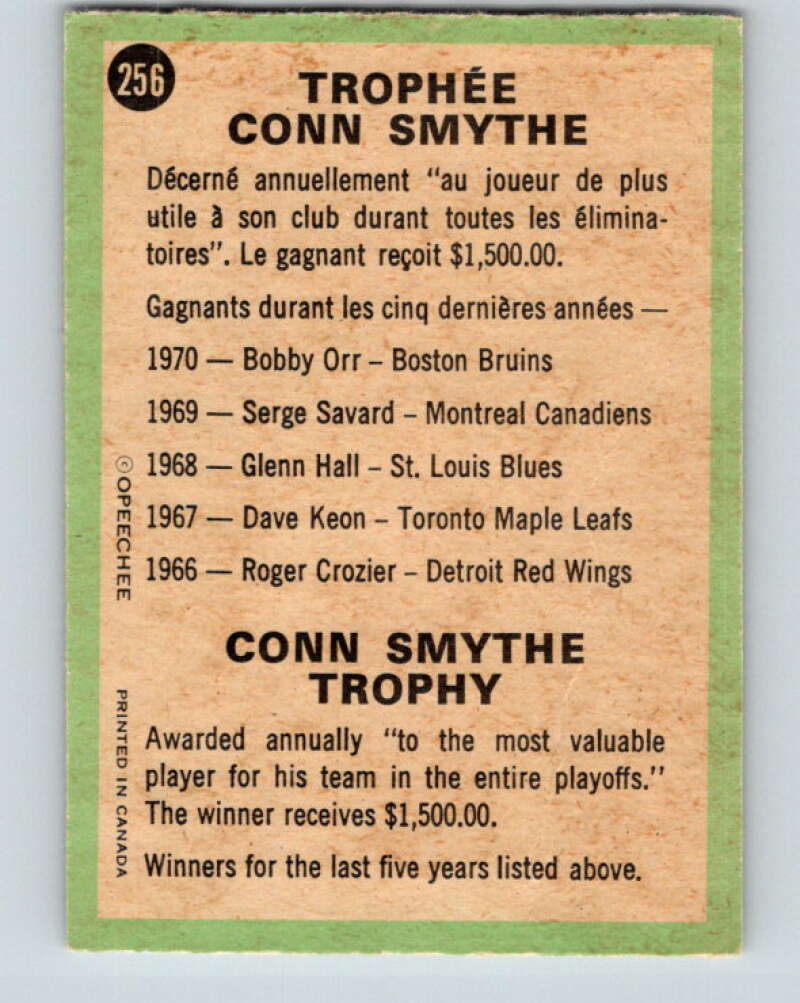 256
TROPHÉE
CONN SMYTHE
Décerné annuellement "au joueur de plus
utile à son club durant toutes les élimina-
toires". Le gagnant reçoit $1,500.00.
Gagnants durant les cinq dernières années —
1970 — Bobby Orr – Boston Bruins
1969 — Serge Savard – Montreal Canadiens
1968 — Glenn Hall – St. Louis Blues
1967 — Dave Keon – Toronto Maple Leafs
1966 — Roger Crozier – Detroit Red Wings
CONN SMYTHE
TROPHY
Awarded annually "to the most valuable
player for his team in the entire playoffs."
The winner receives $1,500.00.
Winners for the last five years listed above.
© OPEECHEE
PRINTED IN CANADA